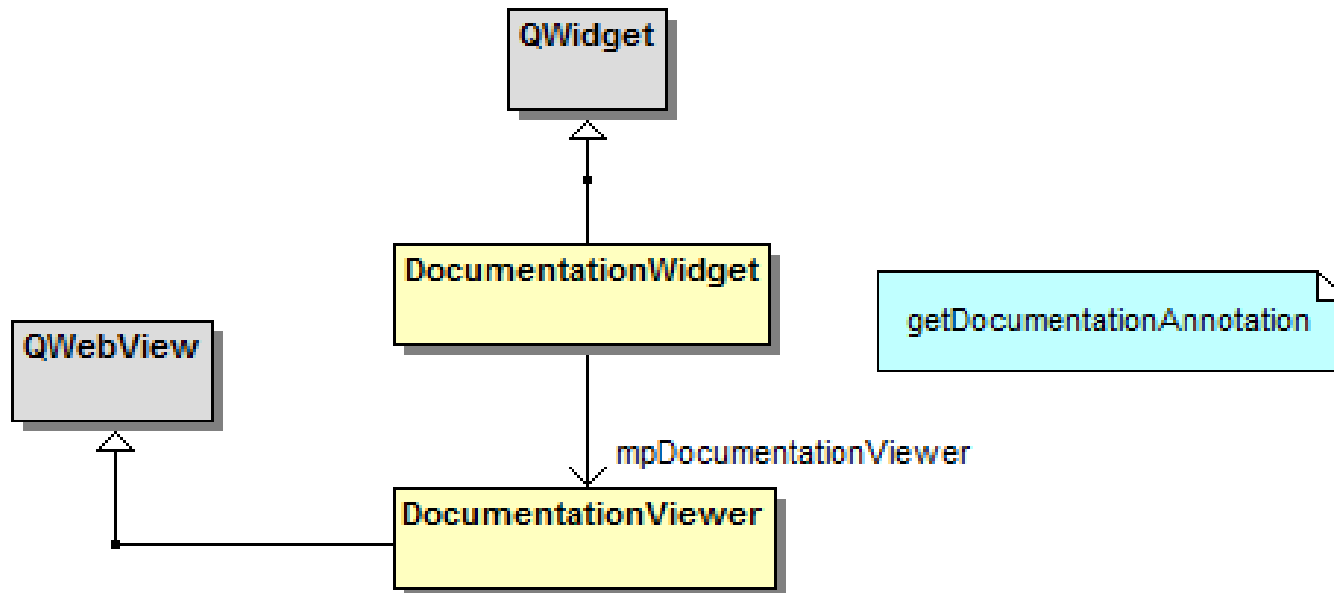 QWidget
DocumentationWidget
getDocumentationAnnotation
QWebView
mpDocumentationViewer
DocumentationViewer